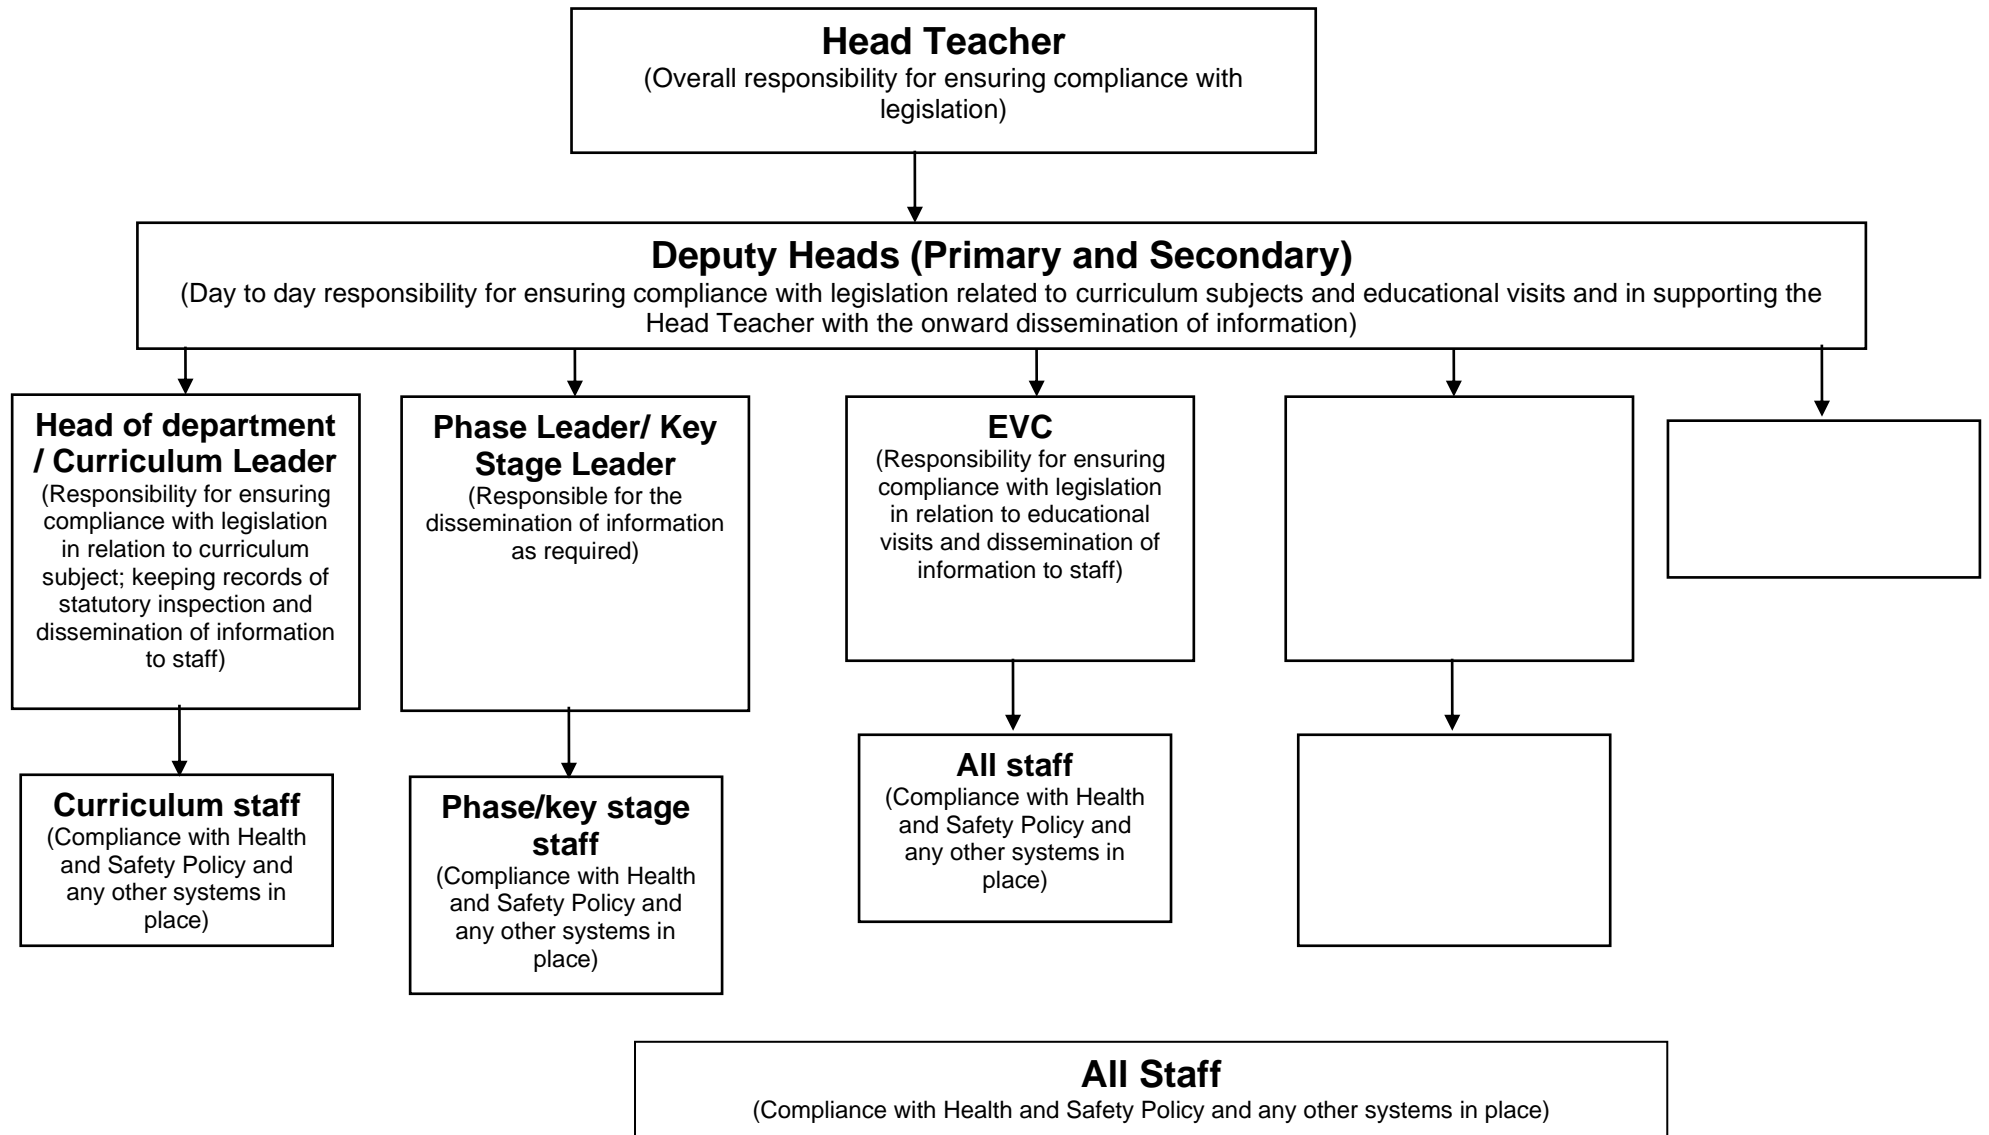 Head Teacher
(Overall responsibility for ensuring compliance with
legislation)
Deputy Heads (Primary and Secondary)
(Day to day responsibility for ensuring compliance with legislation related to curriculum subjects and educational visits and in supporting the
Head Teacher with the onward dissemination of information)
Head of department
/ Curriculum Leader
(Responsibility for ensuring
compliance with legislation
in relation to curriculum
subject; keeping records of
statutory inspection and
dissemination of information
to staff)
Phase Leader/ Key
Stage Leader
(Responsible for the
dissemination of information
as required)
EVC
(Responsibility for ensuring
compliance with legislation
in relation to educational
visits and dissemination of
information to staff)
Curriculum staff
(Compliance with Health
and Safety Policy and
any other systems in
place)
Phase/key stage
staff
(Compliance with Health
and Safety Policy and
any other systems in
place)
All staff
(Compliance with Health
and Safety Policy and
any other systems in
place)
All Staff
(Compliance with Health and Safety Policy and any other systems in place)